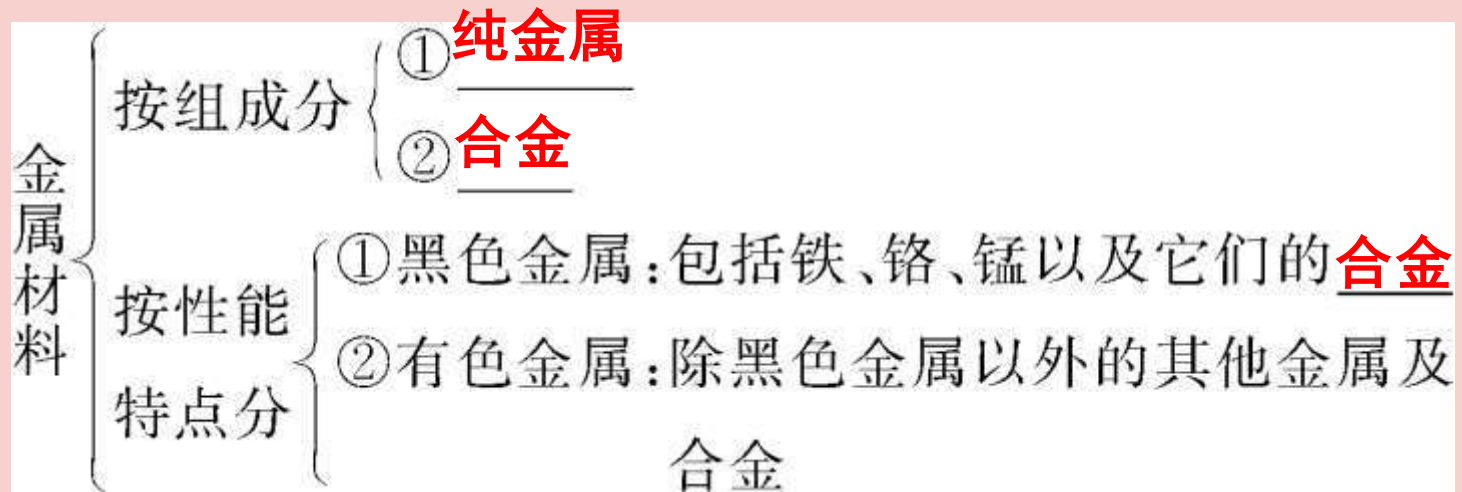 金属材料
按组成分
①纯金属
②合金
按性能
特点分
①黑色金属:包括铁、铬、锰以及它们的合金
②有色金属:除黑色金属以外的其他金属及
合金